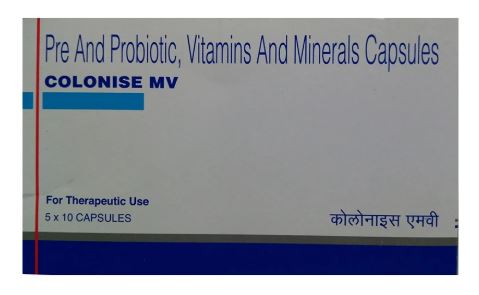 Pre And Probiotic, Vitamins And Minerals Capsules
COLONISE MV
For Therapeutic Use
5 x 10 CAPSULES
कोलोनाइस एमवी